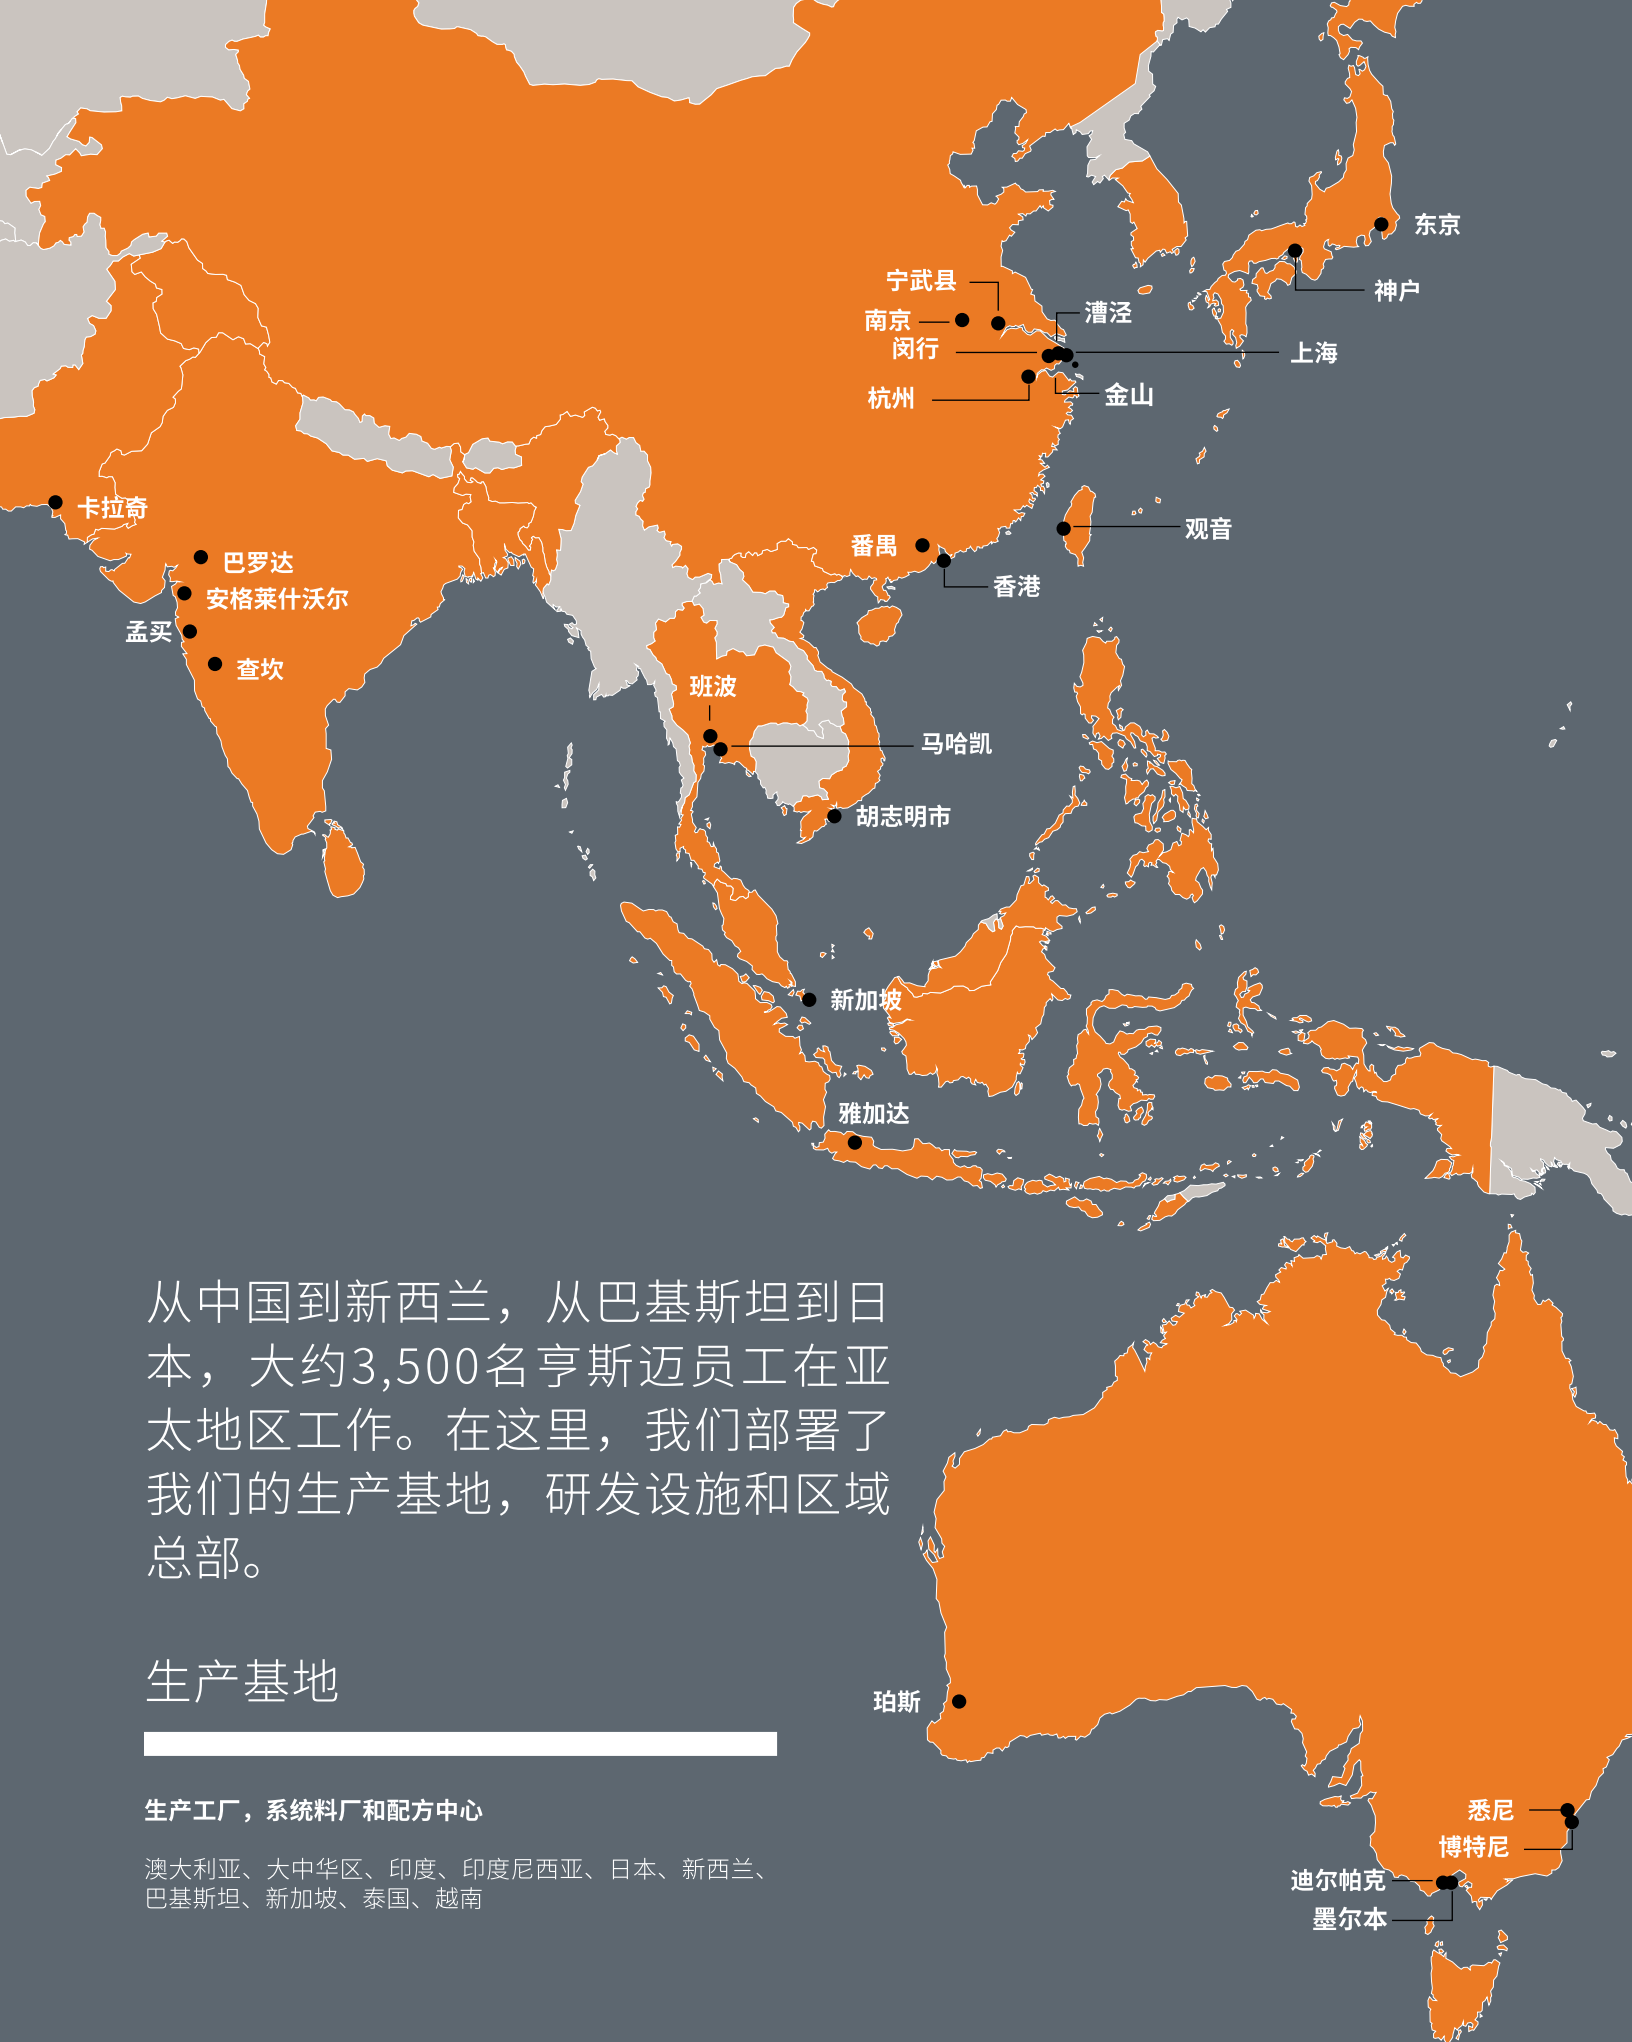 东京
神户
宁武县
漕泾
南京
闵行
上海
杭州
金山
卡拉奇
观音
番禺
巴罗达
香港
安格莱什沃尔
孟买
查坎
班波
马哈凯
胡志明市
新加坡
雅加达
从中国到新西兰，从巴基斯坦到日
本，大约3,500名亨斯迈员工在亚
太地区工作。在这里，我们部署了
我们的生产基地，研发设施和区域
总部。
生产基地
珀斯
生产工厂，系统料厂和配方中心
悉尼
博特尼
澳大利亚、大中华区、印度、印度尼西亚、日本、新西兰、
巴基斯坦、新加坡、泰国、越南
迪尔帕克
墨尔本